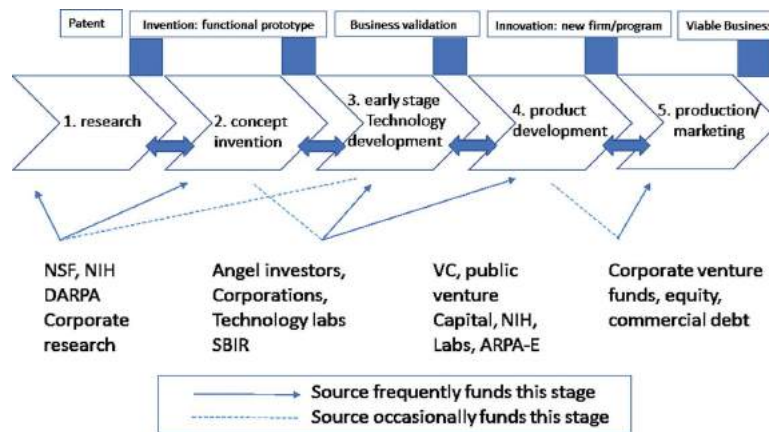 Patent
Invention: functional prototype
Business validation
Innovation: new firm/program
Viable Business
1. research
2. concept
invention
3. early stage
Technology
development
4. product
development
5. production/
marketing
NSF, NIH
DARPA
Corporate
research
Angel investors,
Corporations,
Technology labs
SBIR
VC, public
venture
Capital, NIH,
Labs, ARPA-E
Corporate venture
funds, equity,
commercial debt
Source frequently funds this stage
Source occasionally funds this stage